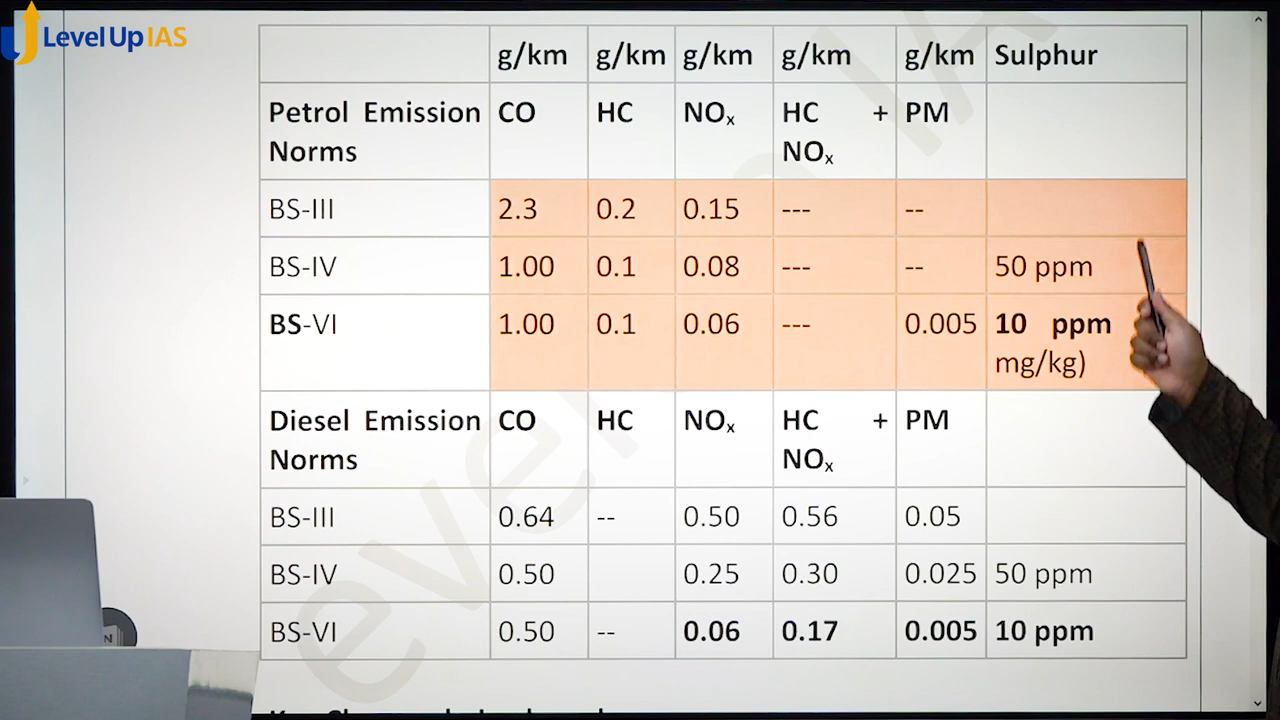 Level Up IAS
g/km g/km g/km g/km g/km Sulphur
Petrol Emission Norms CO HC NOₓ HC + NOₓ PM
BS-III 2.3 0.2 0.15 --- --
BS-IV 1.00 0.1 0.08 --- -- 50 ppm
BS-VI 1.00 0.1 0.06 --- 0.005 10 ppm mg/kg)
Diesel Emission Norms CO HC NOₓ HC + NOₓ PM
BS-III 0.64 -- 0.50 0.56 0.05
BS-IV 0.50 0.25 0.30 0.025 50 ppm
BS-VI 0.50 -- 0.06 0.17 0.005 10 ppm